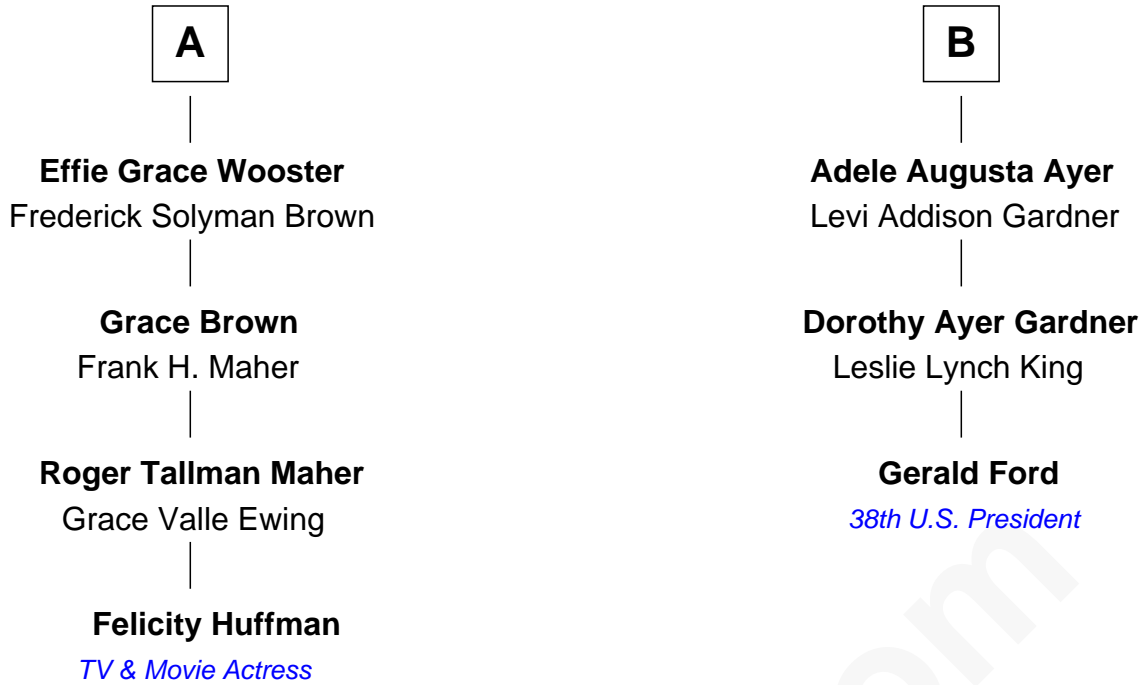 A
Effie Grace Wooster
Frederick Solyman Brown
Grace Brown
Frank H. Maher
Roger Tallman Maher
Grace Valle Ewing
Felicity Huffman
TV & Movie Actress
B
Adele Augusta Ayer
Levi Addison Gardner
Dorothy Ayer Gardner
Leslie Lynch King
Gerald Ford
38th U.S. President
om